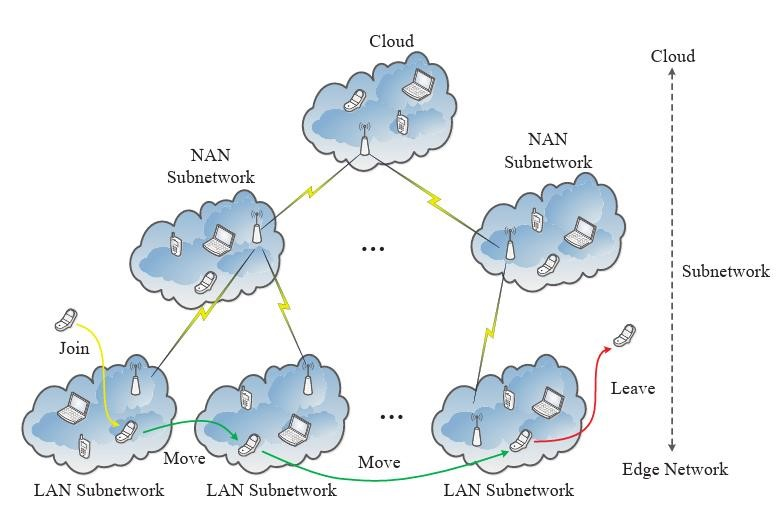 Cloud
Cloud
NAN
Subnetwork
NAN
Subnetwork
...
Subnetwork
Join
Leave
...
Move
Move
Edge Network
LAN Subnetwork
LAN Subnetwork
LAN Subnetwork